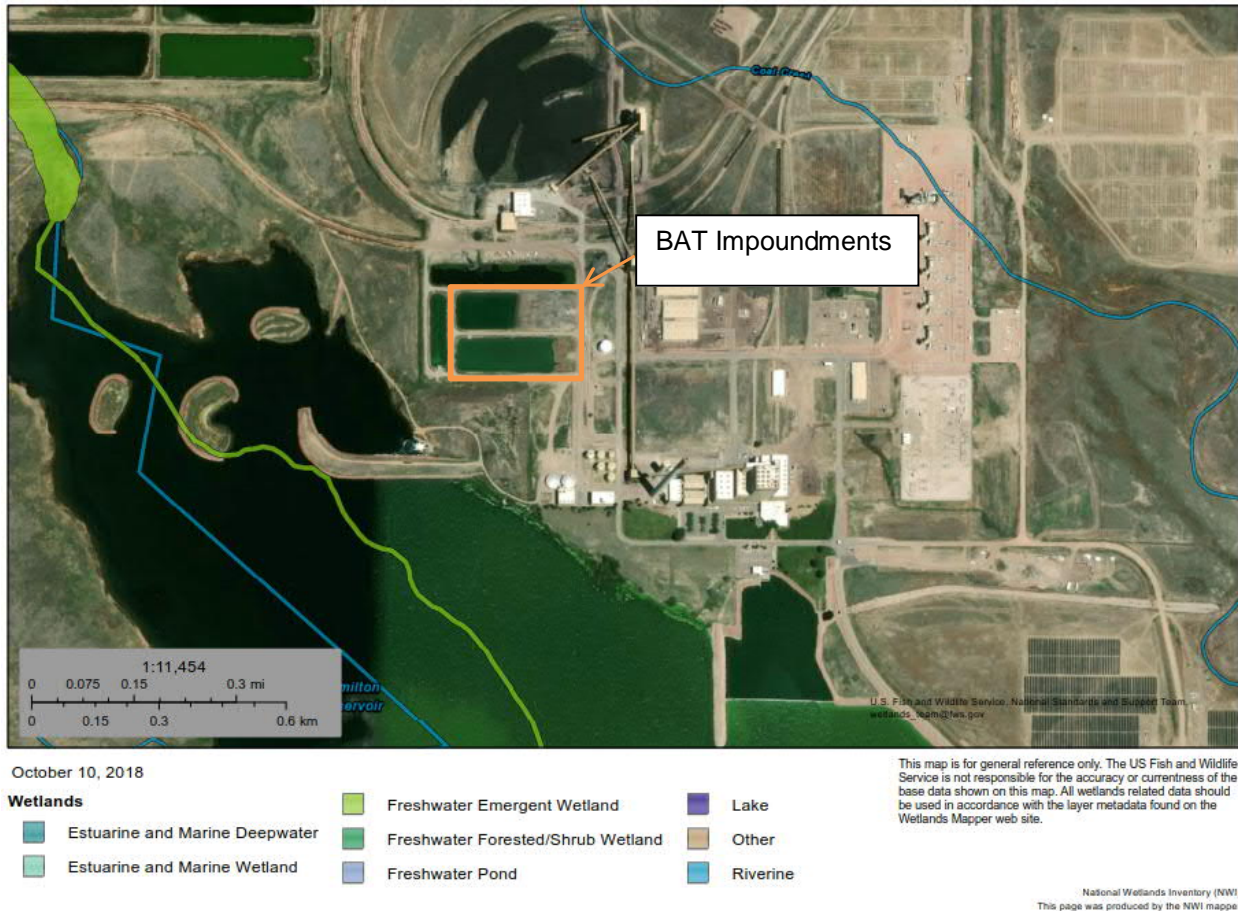 Coal Creek
BAT Impoundments
1:11,454
0 0.075 0.15 0.3 mi
0 0.15 0.3 0.6 km
milton
ervoir
U.S. Fish and Wildlife Service, National Standards and Support Team,
wetlands_team@fws.gov
October 10, 2018
Wetlands
Estuarine and Marine Deepwater
Estuarine and Marine Wetland
Freshwater Emergent Wetland
Freshwater Forested/Shrub Wetland
Freshwater Pond
Lake
Other
Riverine
This map is for general reference only. The US Fish and Wildlife
Service is not responsible for the accuracy or currentness of the
base data shown on this map. All wetlands related data should
be used in accordance with the layer metadata found on the
Wetlands Mapper web site.
National Wetlands Inventory (NWI
This page was produced by the NWI mappe